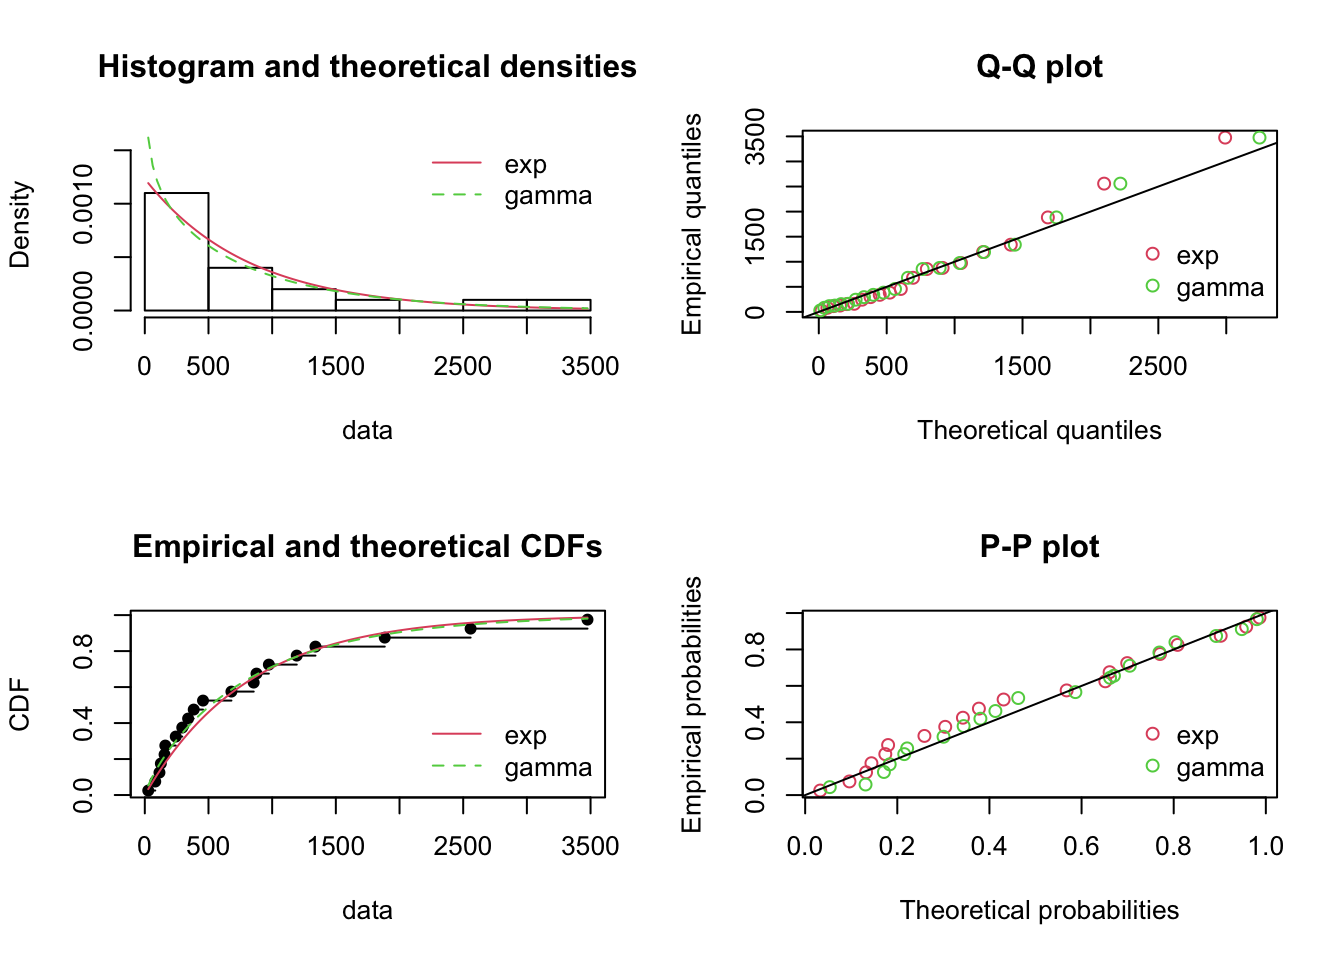 Histogram and theoretical densities
Density
0.0000 0.0010
exp
gamma
0 500 1500 2500 3500
data
Q-Q plot
Empirical quantiles
0 1500 3500
exp
gamma
0 500 1500 2500
Theoretical quantiles
Empirical and theoretical CDFs
CDF
0.0 0.4 0.8
exp
gamma
0 500 1500 2500 3500
data
P-P plot
Empirical probabilities
0.0 0.4 0.8
exp
gamma
0.0 0.2 0.4 0.6 0.8 1.0
Theoretical probabilities